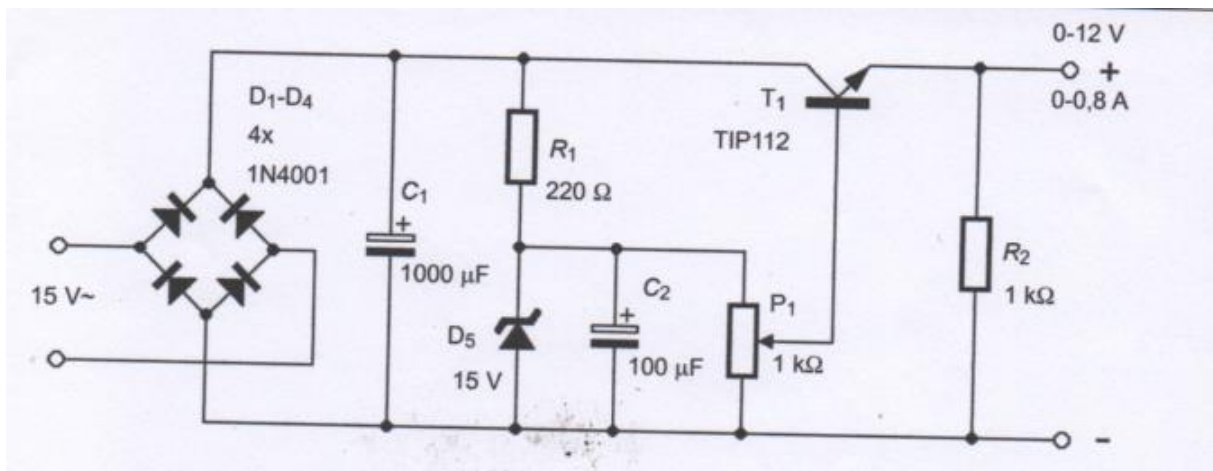 0-12 V
+
0-0,8 A
D1-D4
4x
1N4001
T1
TIP112
R1
220 Ω
C1
+
1000 µF
15 V~
R2
1 kΩ
C2
+
P1
D5
15 V
100 µF
1 kΩ
-